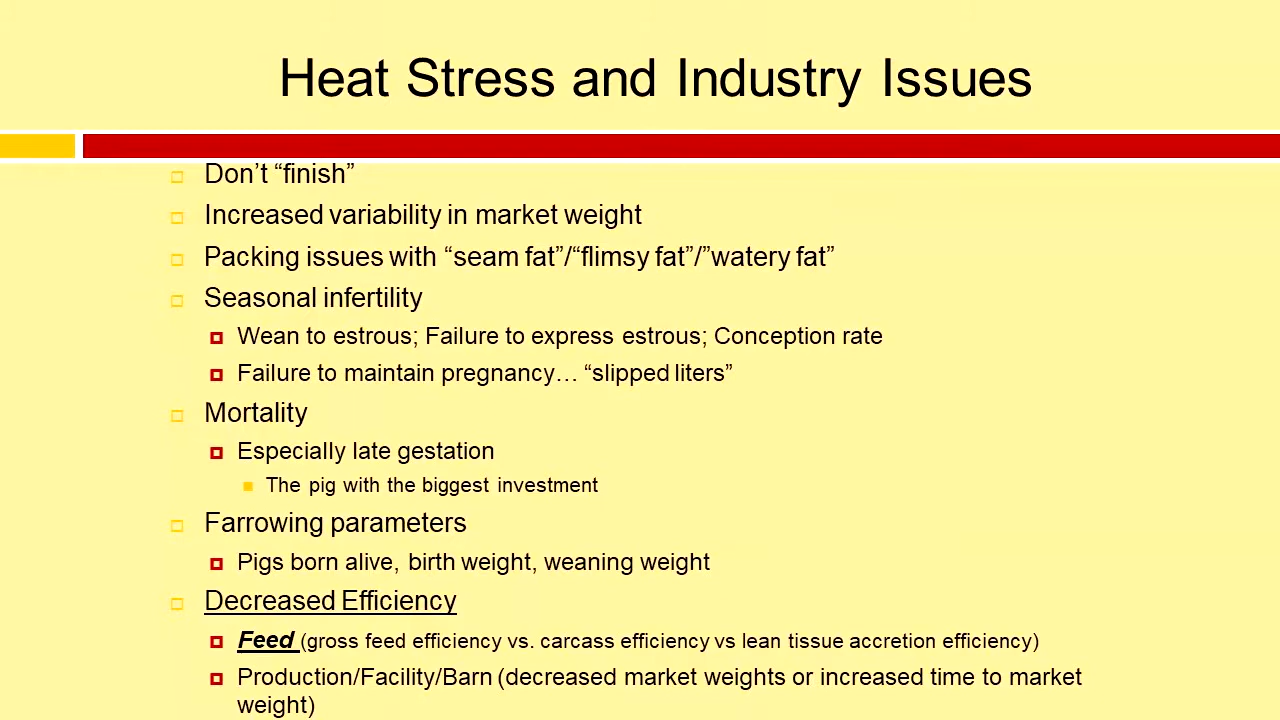 Heat Stress and Industry Issues
Don’t “finish”
Increased variability in market weight
Packing issues with “seam fat”/“flimsy fat”/”watery fat”
Seasonal infertility
Wean to estrous; Failure to express estrous; Conception rate
Failure to maintain pregnancy… “slipped liters”
Mortality
Especially late gestation
The pig with the biggest investment
Farrowing parameters
Pigs born alive, birth weight, weaning weight
Decreased Efficiency
Feed (gross feed efficiency vs. carcass efficiency vs lean tissue accretion efficiency)
Production/Facility/Barn (decreased market weights or increased time to market
weight)